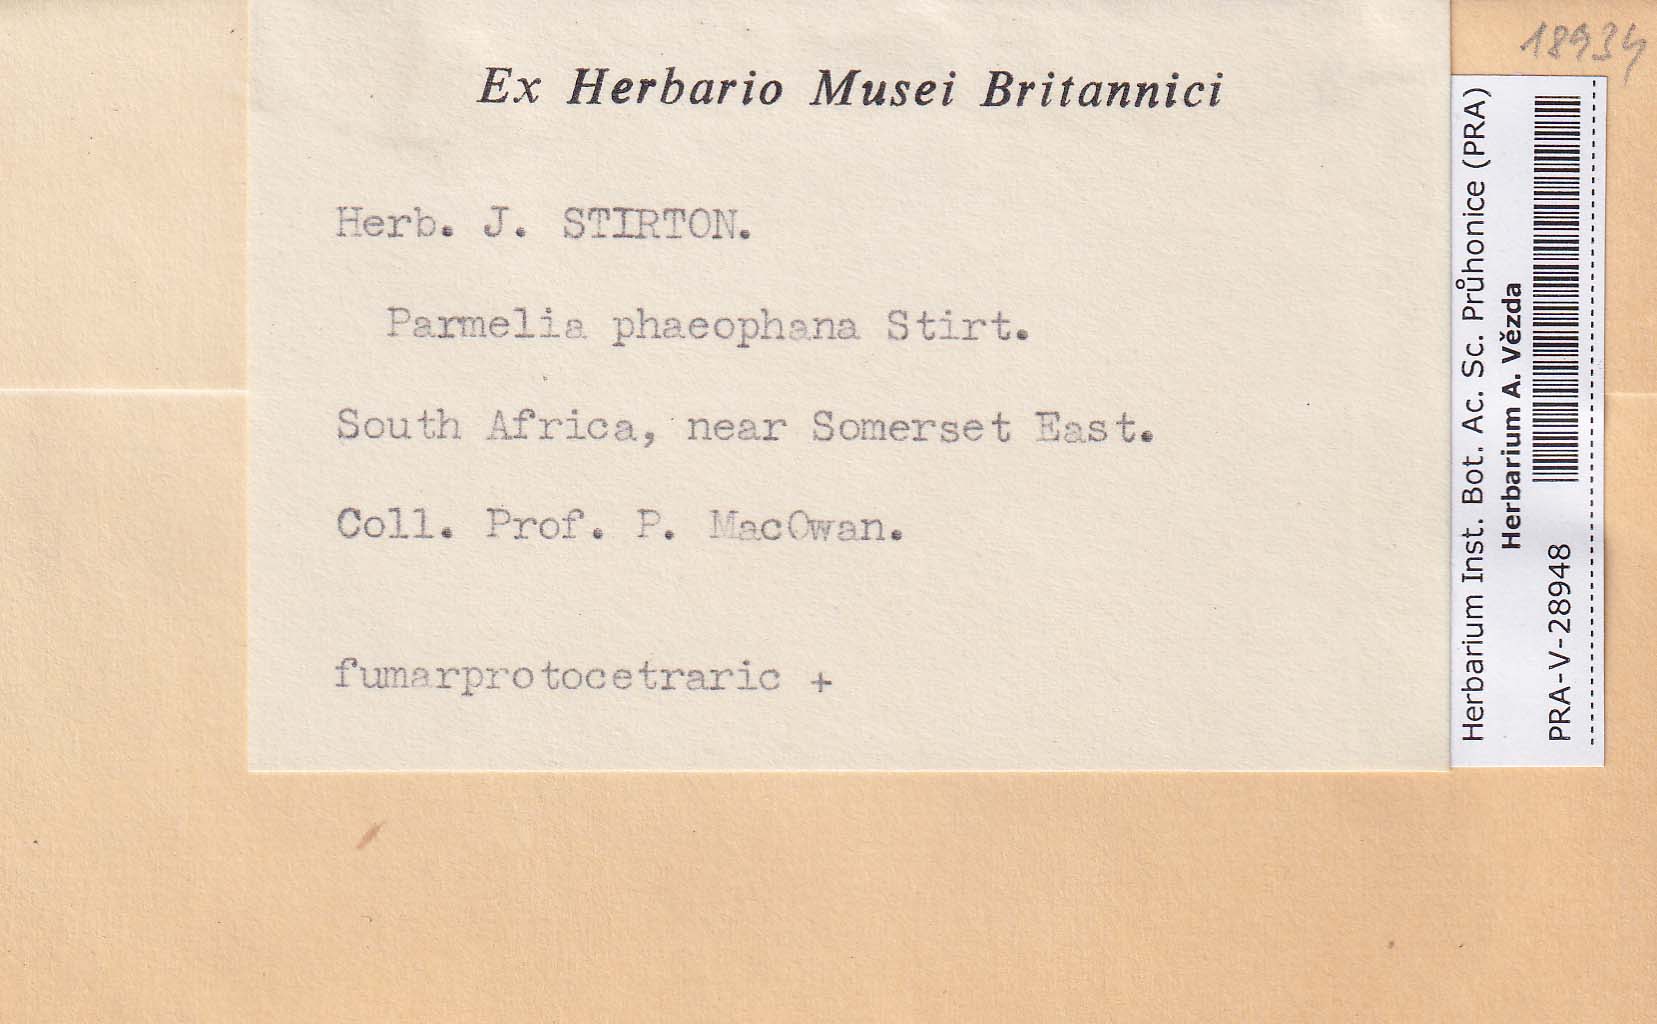 Ex Herbario Musei Britannici
Herb. J. STIRTON.
Parmelia phaeophana Stirt.
South Africa, near Somerset East.
Coll. Prof. P. MacOwan.
fumarprotocetraric +
18934
Herbarium Inst. Bot. Ac. Sc. Průhonice (PRA)
Herbarium A. Vězda
PRA-V-28948